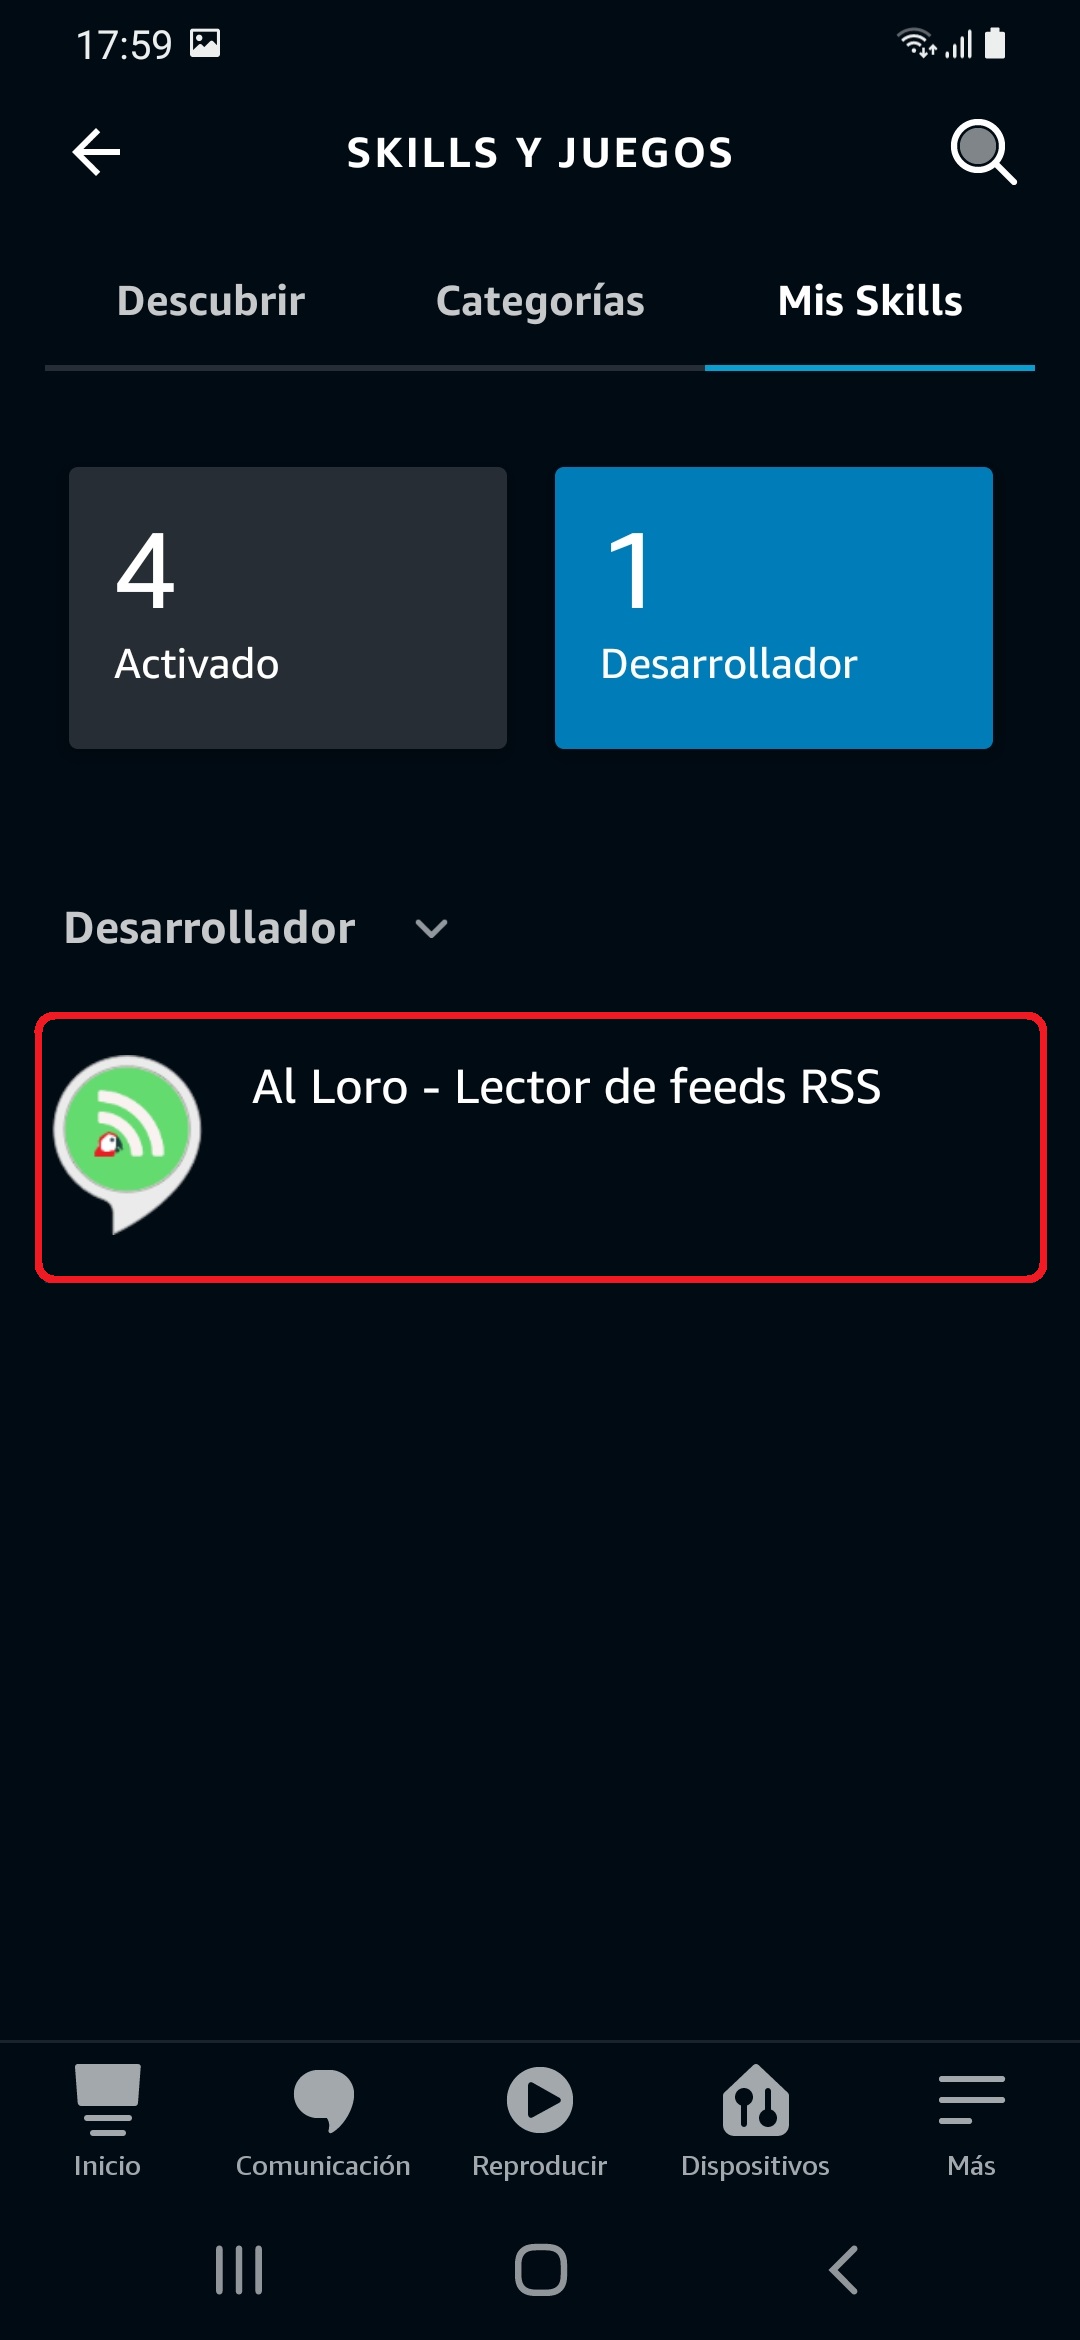 17:59
SKILLS Y JUEGOS
Descubrir Categorías Mis Skills
4 1
Activado Desarrollador
Desarrollador
Al Loro - Lector de feeds RSS
Inicio Comunicación Reproducir Dispositivos Más